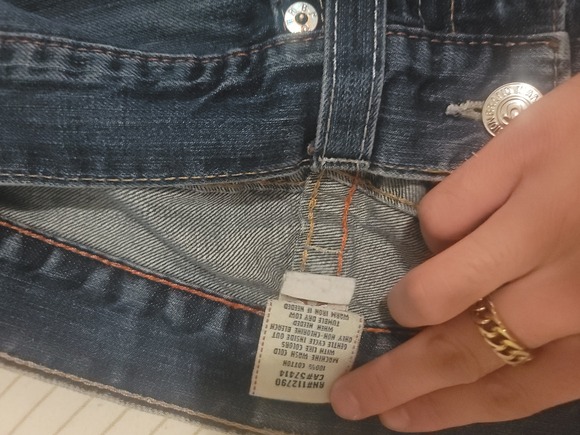 RN#112790
CA#37414
100% COTTON
MACHINE WASH COLD
WITH LIKE COLORS
GENTLE CYCLE INSIDE OUT
ONLY NON-CHLORINE BLEACH
WHEN NEEDED
TUMBLE DRY LOW
WARM IRON IF NEEDED